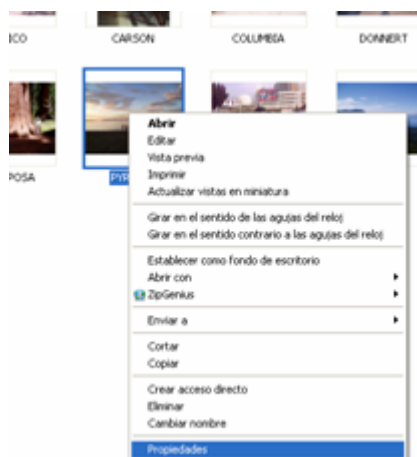 ICO CARSON COLUMBIA DONNERT
POSA PYR
Abrir
Editar
Vista previa
Imprimir
Actualizar vistas en miniatura
Girar en el sentido de las agujas del reloj
Girar en el sentido contrario a las agujas del reloj
Establecer como fondo de escritorio
Abrir con
ZipGenius
Enviar a
Cortar
Copiar
Crear acceso directo
Eliminar
Cambiar nombre
Propiedades